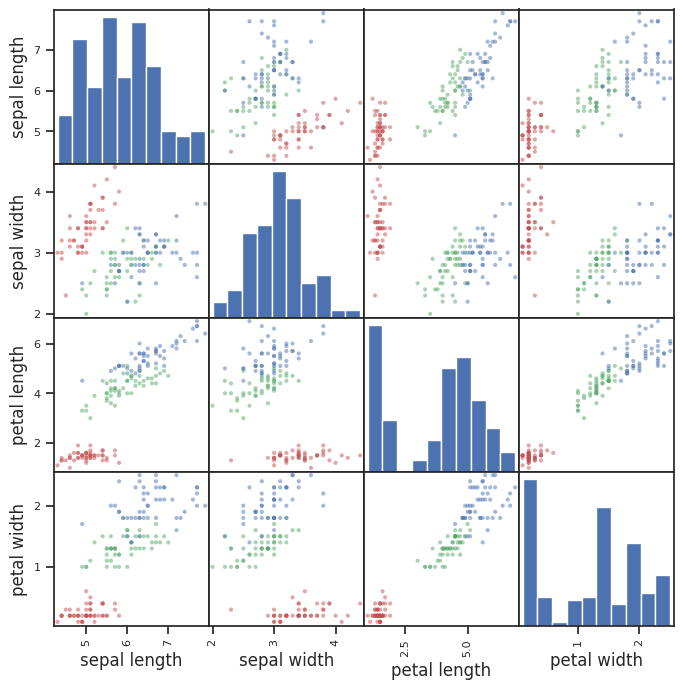 sepal length
7
6
5
sepal width
4
3
2
petal length
6
4
2
petal width
2
1
5 6 7 2 3 4 2.5 5.0 1 2
sepal length sepal width petal length petal width